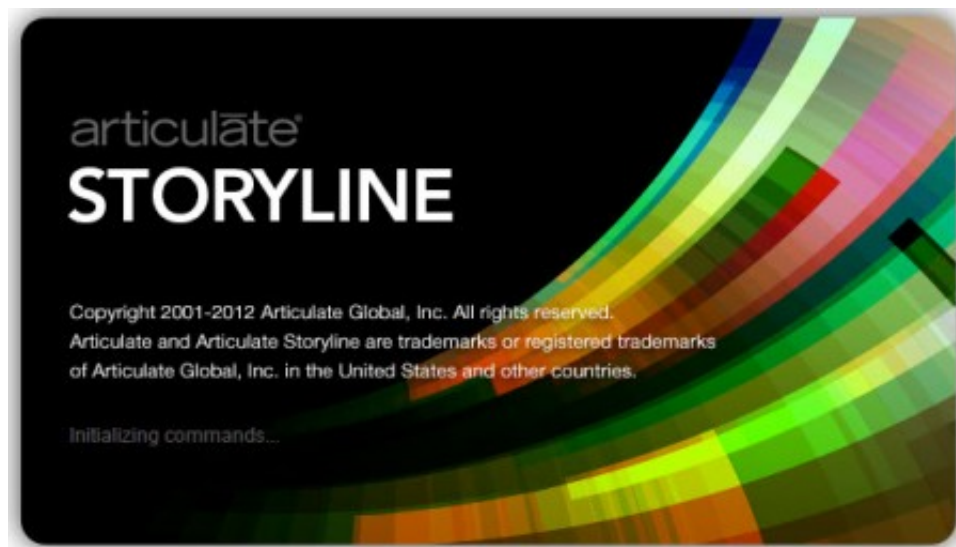 articulāte®
STORYLINE
Copyright 2001-2012 Articulate Global, Inc. All rights reserved.
Articulate and Articulate Storyline are trademarks or registered trademarks
of Articulate Global, Inc. in the United States and other countries.
Initializing commands...